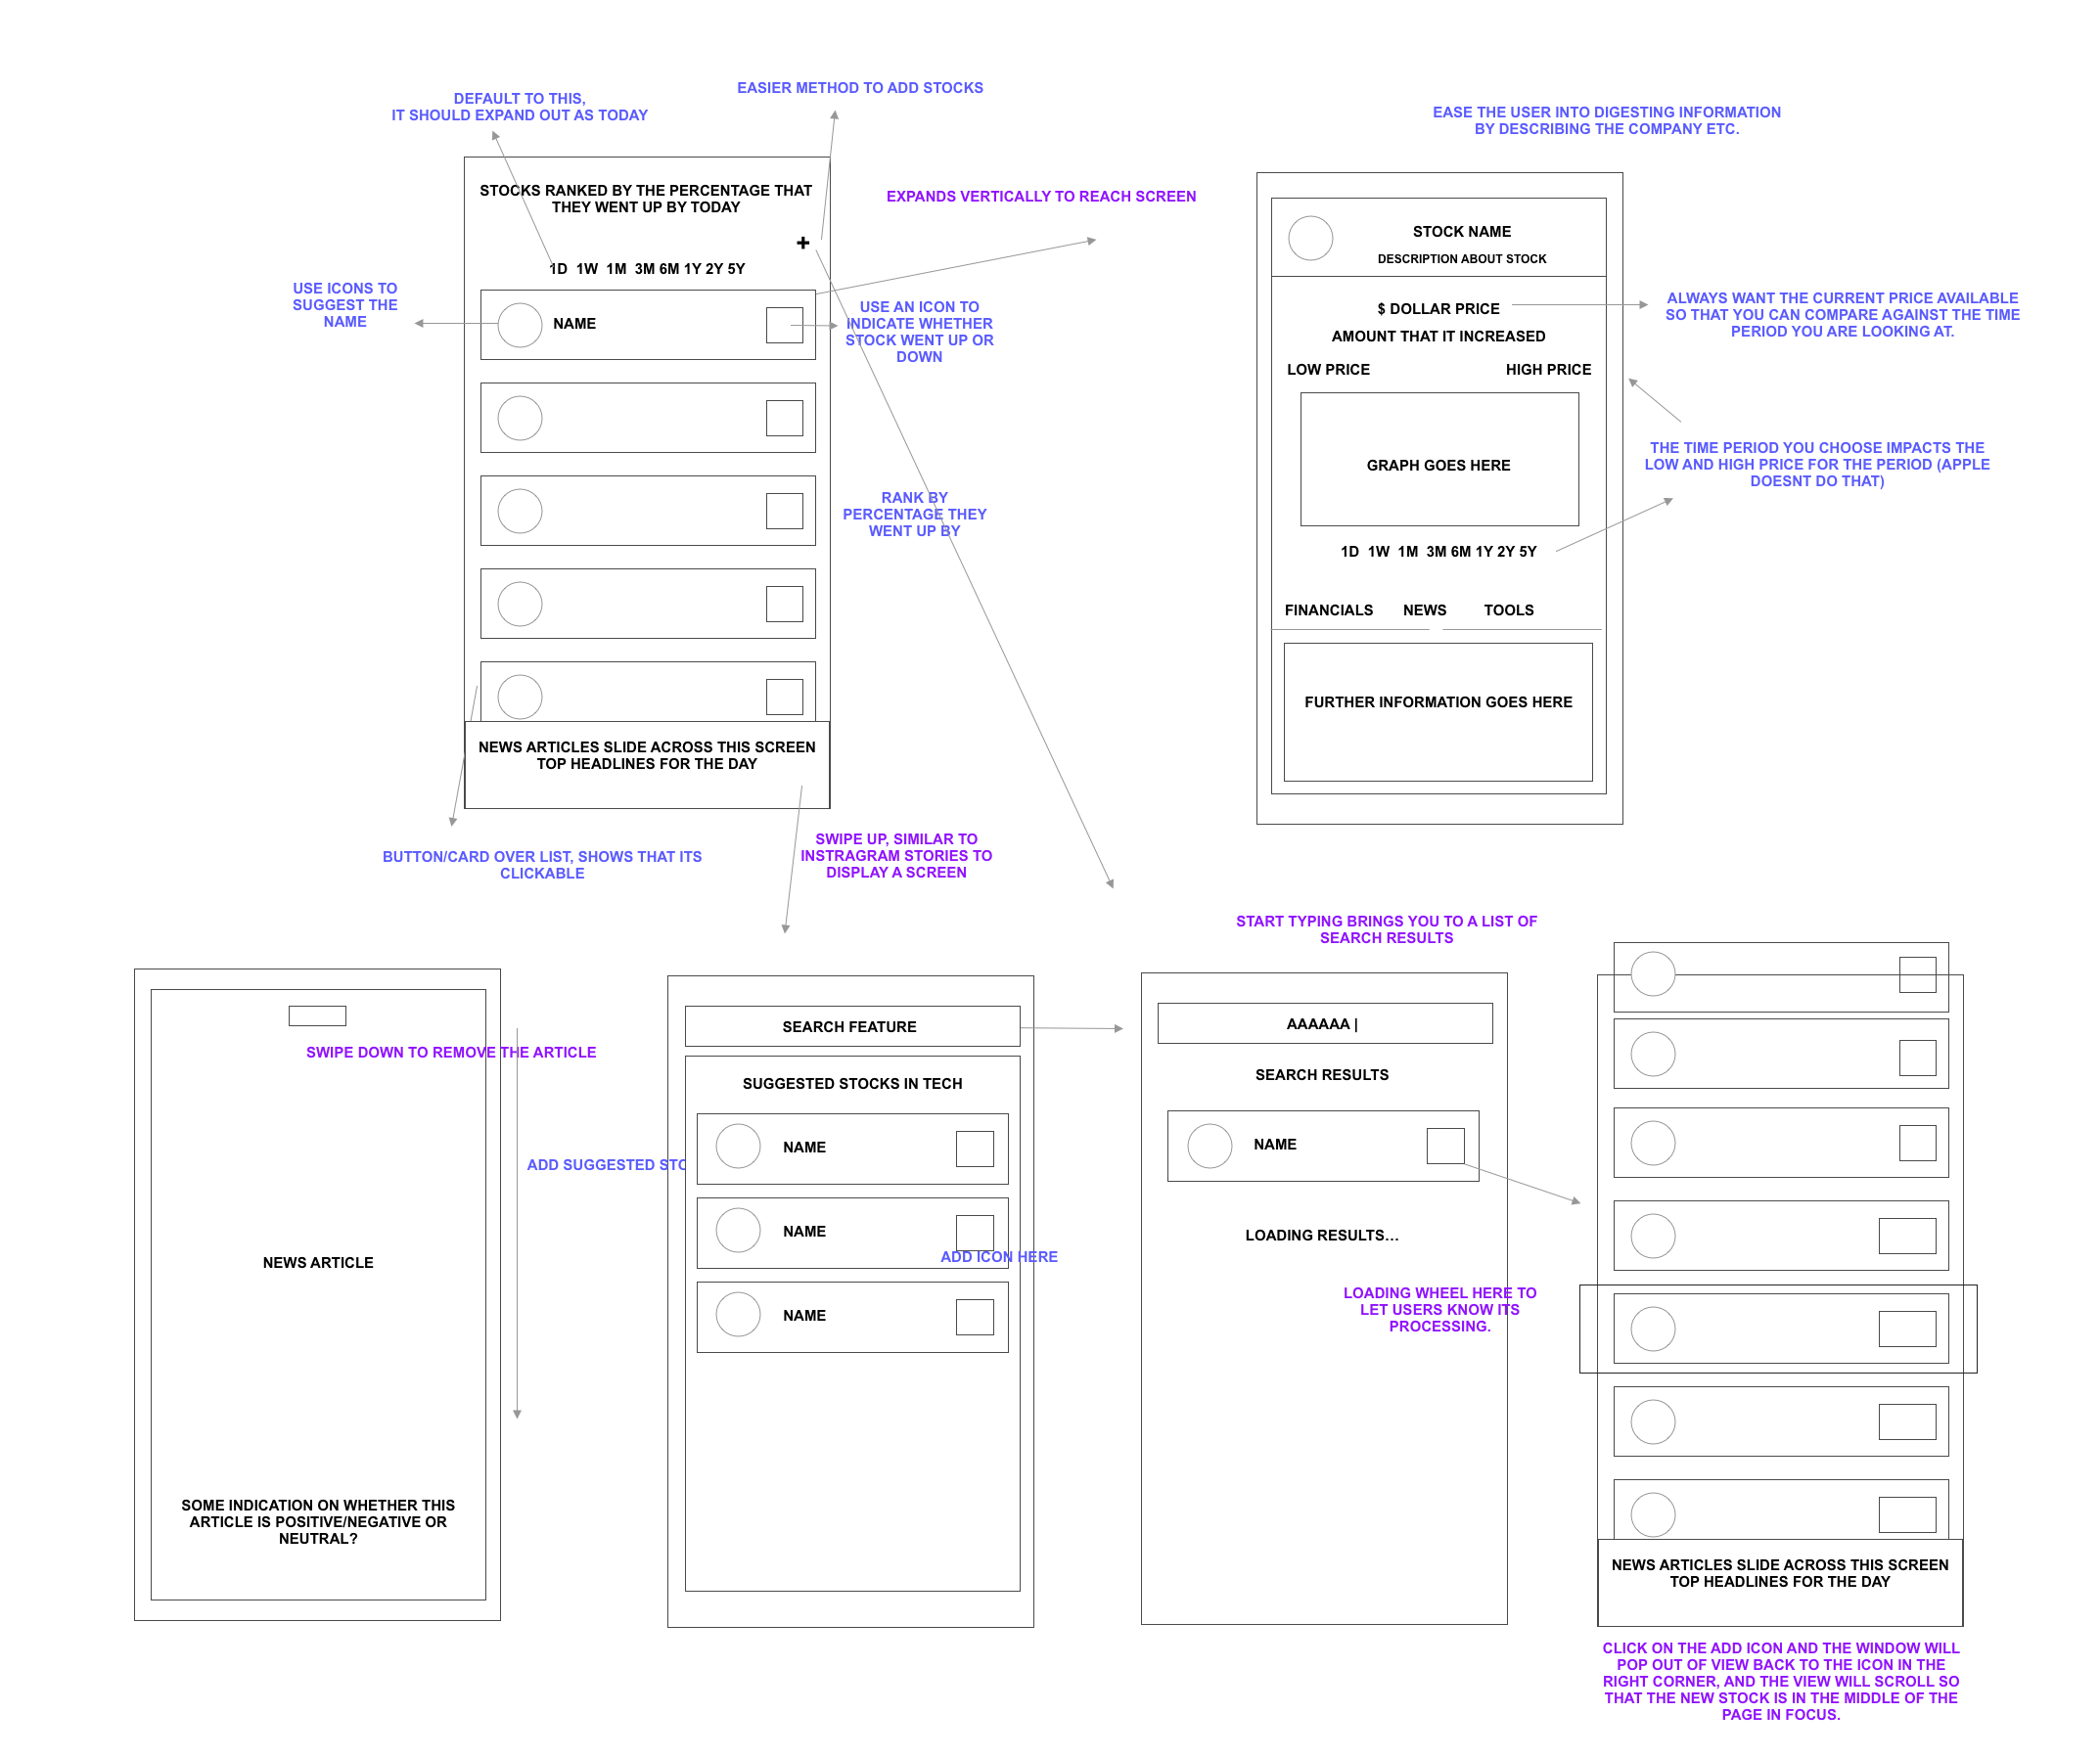 DEFAULT TO THIS,
IT SHOULD EXPAND OUT AS TODAY
EASIER METHOD TO ADD STOCKS
STOCKS RANKED BY THE PERCENTAGE THAT
THEY WENT UP BY TODAY
+
1D 1W 1M 3M 6M 1Y 2Y 5Y
USE ICONS TO
SUGGEST THE
NAME
NAME
EXPANDS VERTICALLY TO REACH SCREEN
USE AN ICON TO
INDICATE WHETHER
STOCK WENT UP OR
DOWN
RANK BY
PERCENTAGE THEY
WENT UP BY
NEWS ARTICLES SLIDE ACROSS THIS SCREEN
TOP HEADLINES FOR THE DAY
BUTTON/CARD OVER LIST, SHOWS THAT ITS
CLICKABLE
SWIPE UP, SIMILAR TO
INSTRAGRAM STORIES TO
DISPLAY A SCREEN
EASE THE USER INTO DIGESTING INFORMATION
BY DESCRIBING THE COMPANY ETC.
STOCK NAME
DESCRIPTION ABOUT STOCK
$ DOLLAR PRICE
AMOUNT THAT IT INCREASED
LOW PRICE
HIGH PRICE
GRAPH GOES HERE
1D 1W 1M 3M 6M 1Y 2Y 5Y
FINANCIALS NEWS TOOLS
FURTHER INFORMATION GOES HERE
ALWAYS WANT THE CURRENT PRICE AVAILABLE
SO THAT YOU CAN COMPARE AGAINST THE TIME
PERIOD YOU ARE LOOKING AT.
THE TIME PERIOD YOU CHOOSE IMPACTS THE
LOW AND HIGH PRICE FOR THE PERIOD (APPLE
DOESNT DO THAT)
SWIPE DOWN TO REMOVE THE ARTICLE
NEWS ARTICLE
SOME INDICATION ON WHETHER THIS
ARTICLE IS POSITIVE/NEGATIVE OR
NEUTRAL?
ADD SUGGESTED
SEARCH FEATURE
SUGGESTED STOCKS IN TECH
NAME
NAME
ADD ICON HERE
NAME
START TYPING BRINGS YOU TO A LIST OF
SEARCH RESULTS
AAAAAA |
SEARCH RESULTS
NAME
LOADING RESULTS…
LOADING WHEEL HERE TO
LET USERS KNOW ITS
PROCESSING.
NEWS ARTICLES SLIDE ACROSS THIS SCREEN
TOP HEADLINES FOR THE DAY
CLICK ON THE ADD ICON AND THE WINDOW WILL
POP OUT OF VIEW BACK TO THE ICON IN THE
RIGHT CORNER, AND THE VIEW WILL SCROLL SO
THAT THE NEW STOCK IS IN THE MIDDLE OF THE
PAGE IN FOCUS.